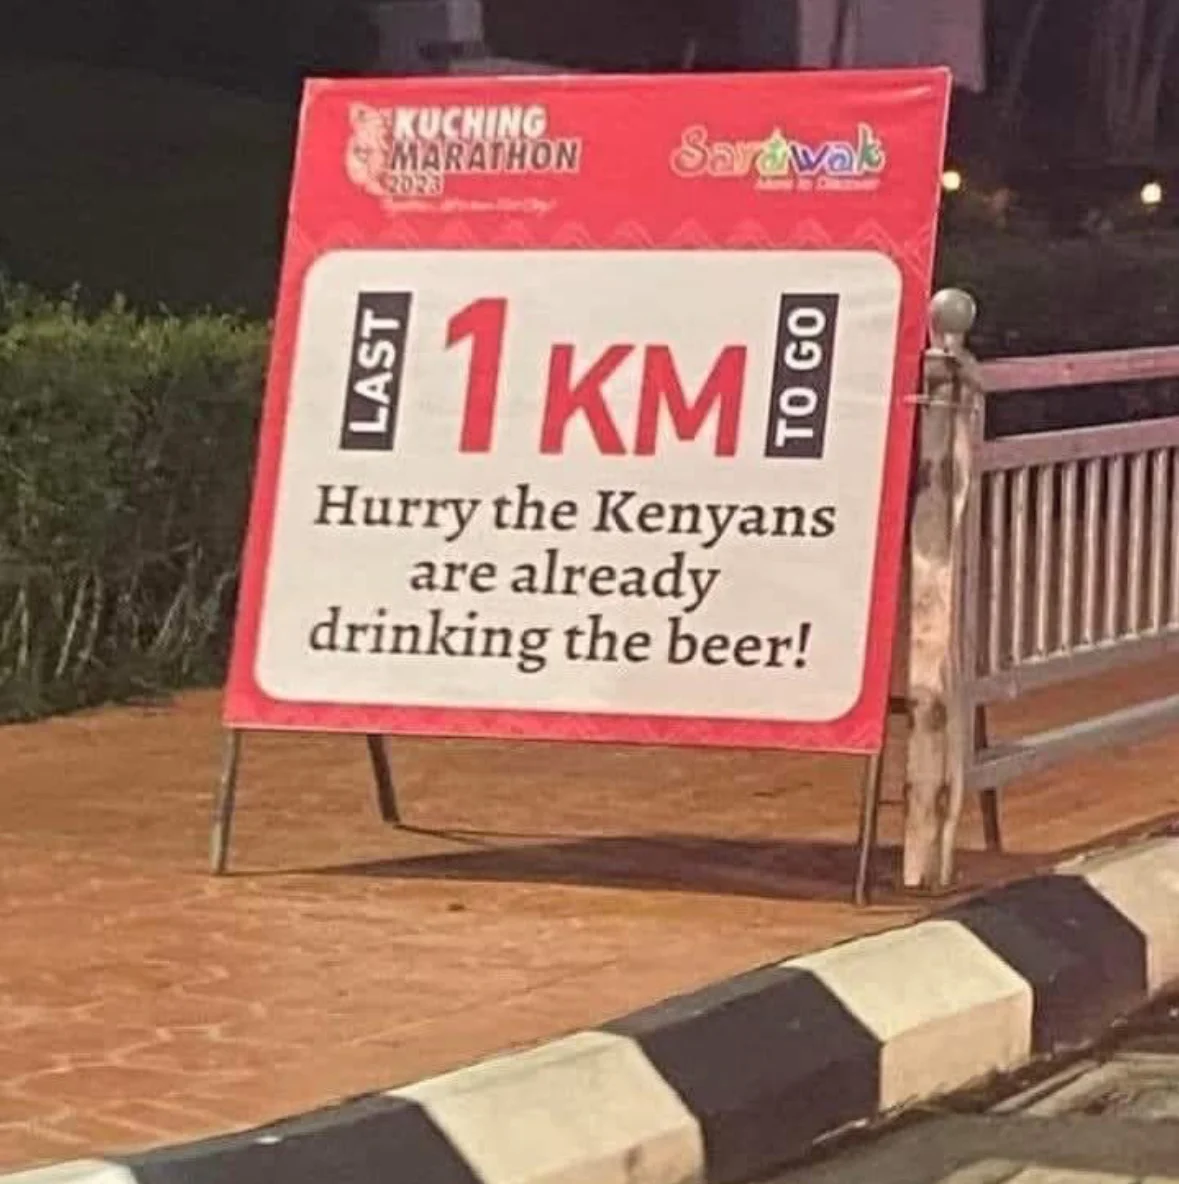 KUCHING
MARATHON
2023
Sarawak
LAST
1 KM
TO GO
Hurry the Kenyans
are already
drinking the beer!